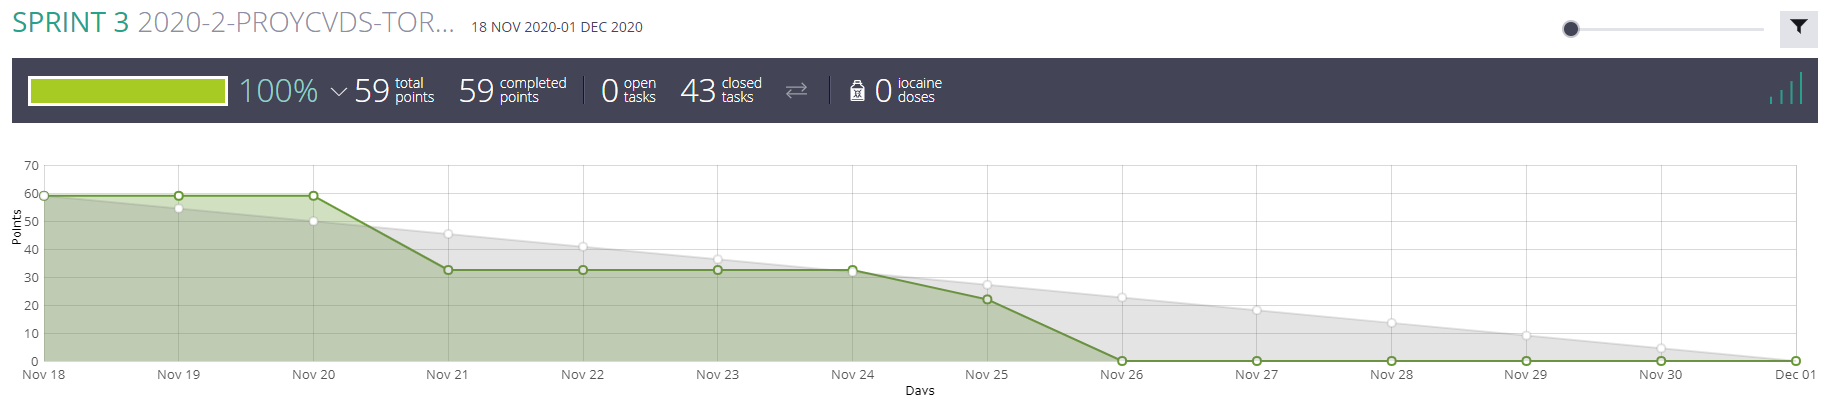 SPRINT 3 2020-2-PROYCVDS-TOR... 18 NOV 2020-01 DEC 2020
100% 59 total points 59 completed points 0 open tasks 43 closed tasks 0 iocaine doses
70
60
50
40
30
20
10
0
Points
Nov 18 Nov 19 Nov 20 Nov 21 Nov 22 Nov 23 Nov 24 Nov 25 Nov 26 Nov 27 Nov 28 Nov 29 Nov 30 Dec 01
Days